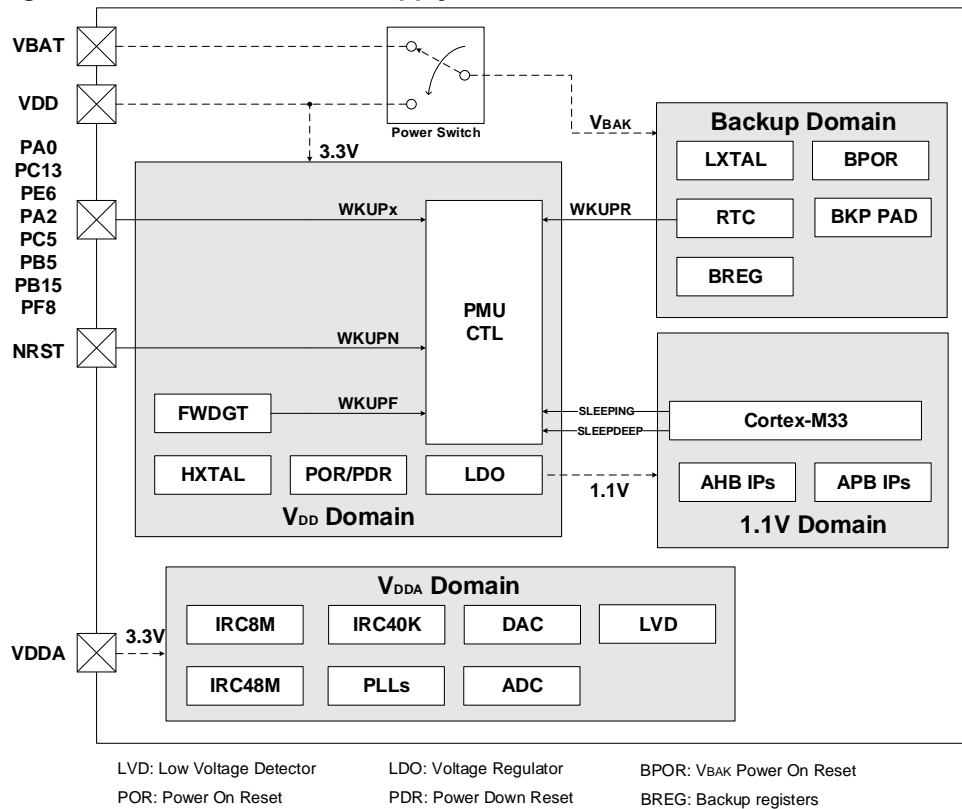 VBAT
VDD
Power Switch
3.3V
VBAK
PA0
PC13
PE6
PA2
PC5
PB5
PB15
PF8
NRST
WKUPx
WKUPN
FWDGT
WKUPF
PMU
CTL
HXTAL
POR/PDR
LDO
VDD Domain
WKUPR
Backup Domain
LXTAL
BPOR
RTC
BKP PAD
BREG
SLEEPING
SLEEPDEEP
1.1V
Cortex-M33
AHB IPs
APB IPs
1.1V Domain
VDDA
3.3V
VDDA Domain
IRC8M
IRC40K
DAC
LVD
IRC48M
PLLs
ADC
LVD: Low Voltage Detector
LDO: Voltage Regulator
BPOR: VBAK Power On Reset
POR: Power On Reset
PDR: Power Down Reset
BREG: Backup registers